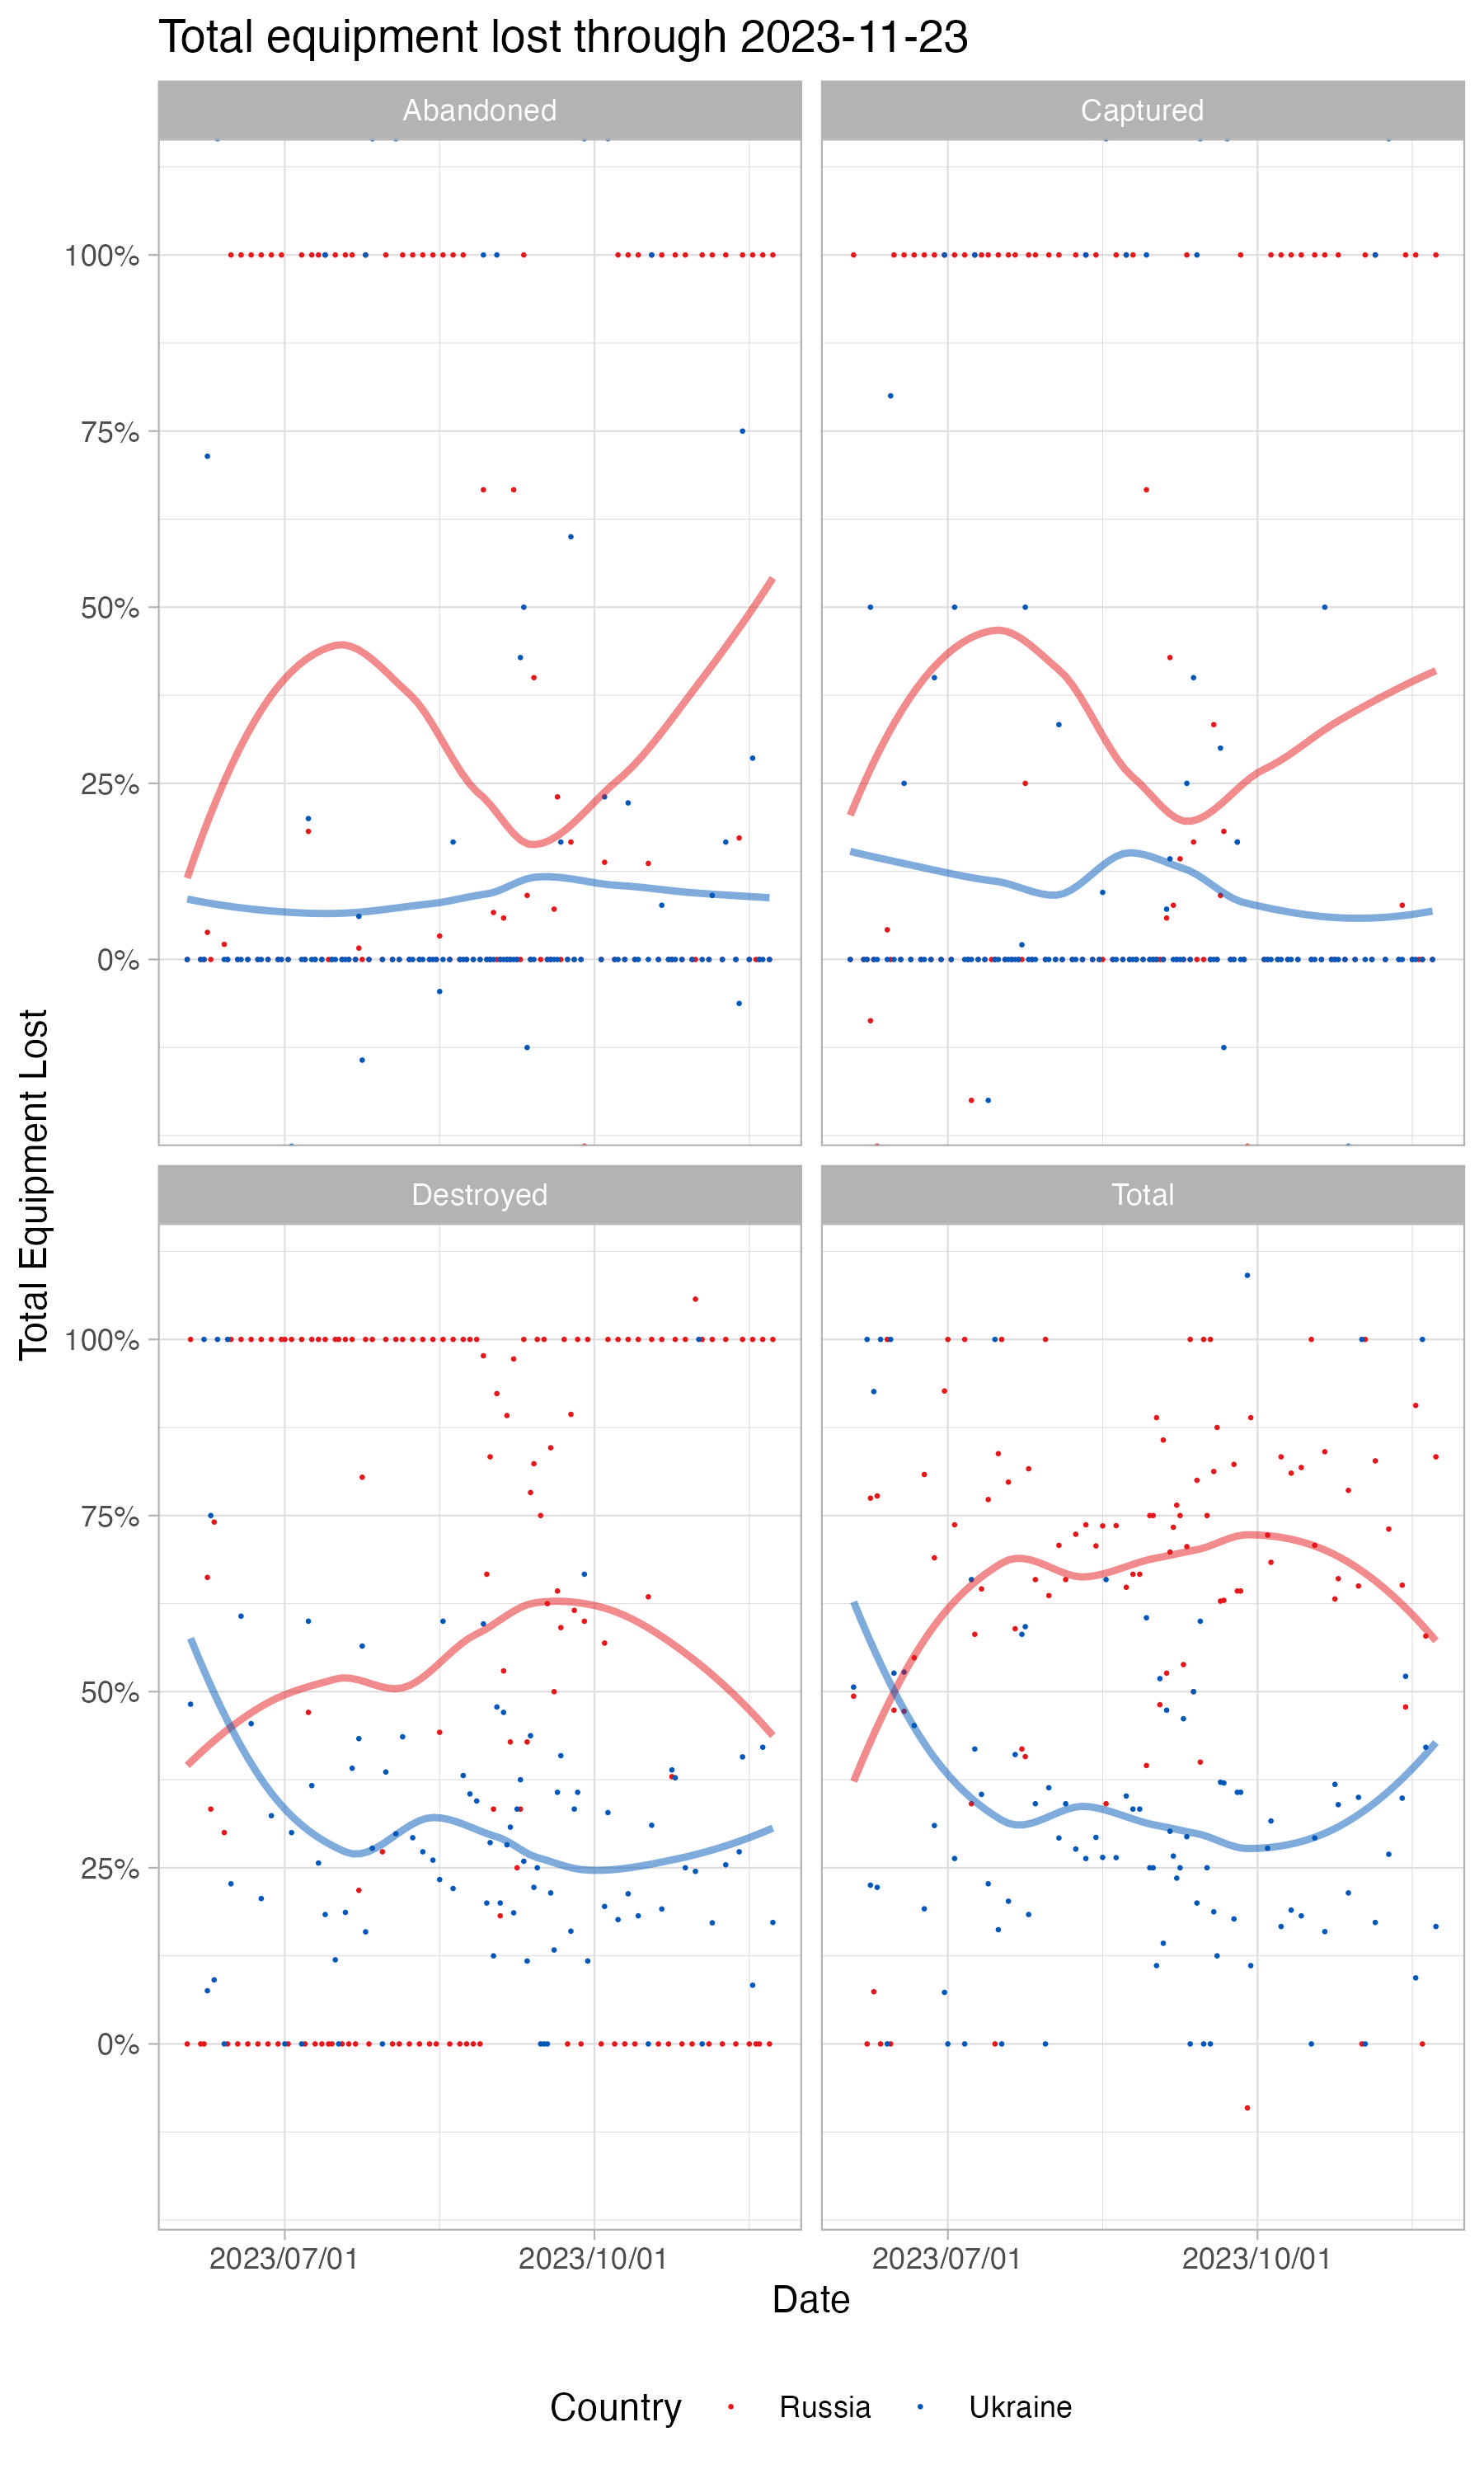 Total equipment lost through 2023-11-23
Abandoned
Captured
100%
75%
50%
25%
0%
Total Equipment Lost
Destroyed
Total
100%
75%
50%
25%
0%
2023/07/01
2023/10/01
2023/07/01
2023/10/01
Date
Country
Russia
Ukraine